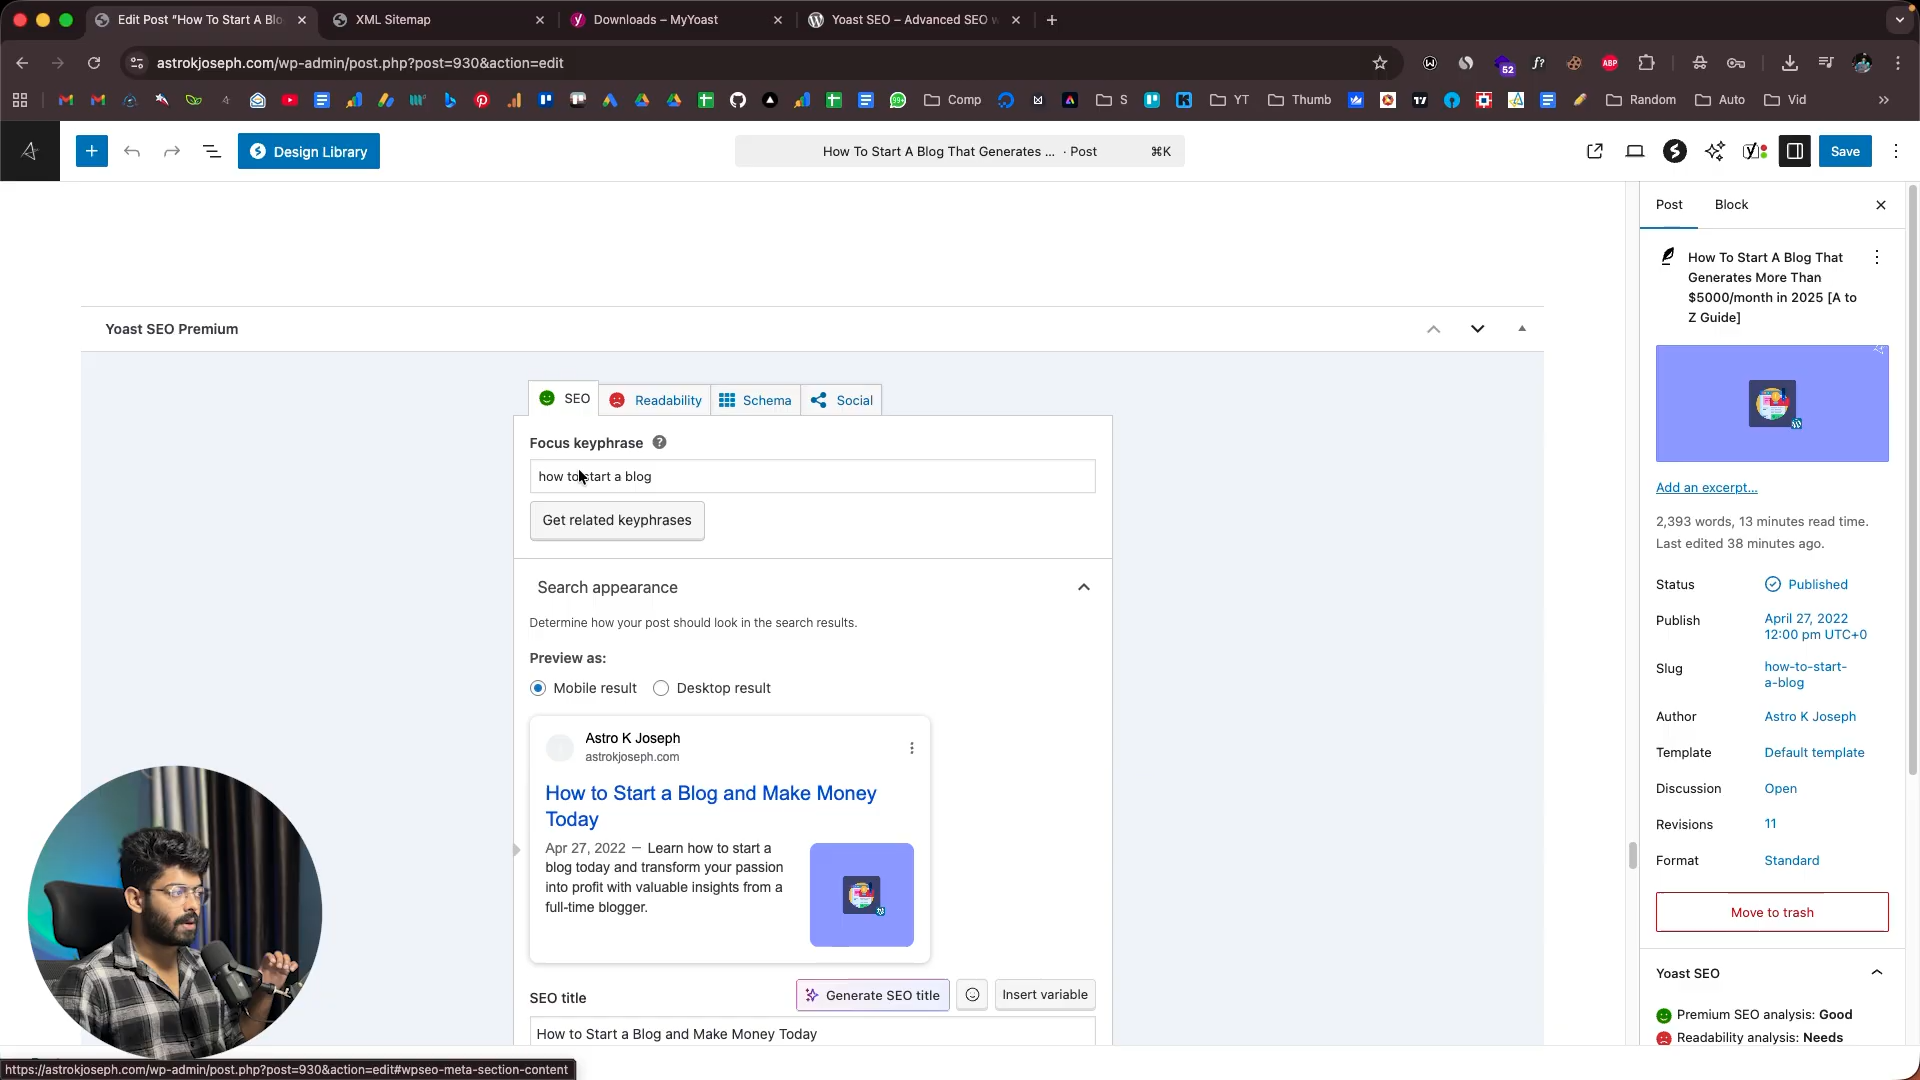 Edit Post “How To Start A Blo
XML Sitemap
Downloads – MyYoast
Yoast SEO – Advanced SEO w
astrokjoseph.com/wp-admin/post.php?post=930&action=edit
52
f?
ABP
99+
Comp
S
YT
Thumb
Random
Auto
Vid
Design Library
How To Start A Blog That Generates ... · Post
⌘K
Save
Post
Block
How To Start A Blog That
Generates More Than
$5000/month in 2025 [A to
Z Guide]
Add an excerpt...
2,393 words, 13 minutes read time.
Last edited 38 minutes ago.
Status
Published
Publish
April 27, 2022
12:00 pm UTC+0
Slug
how-to-start-
a-blog
Author
Astro K Joseph
Template
Default template
Discussion
Open
Revisions
11
Format
Standard
Move to trash
Yoast SEO
Premium SEO analysis: Good
Readability analysis: Needs
Yoast SEO Premium
SEO
Readability
Schema
Social
Focus keyphrase
how to start a blog
Get related keyphrases
Search appearance
Determine how your post should look in the search results.
Preview as:
Mobile result
Desktop result
Astro K Joseph
astrokjoseph.com
How to Start a Blog and Make Money
Today
Apr 27, 2022 — Learn how to start a
blog today and transform your passion
into profit with valuable insights from a
full-time blogger.
SEO title
Generate SEO title
Insert variable
How to Start a Blog and Make Money Today
https://astrokjoseph.com/wp-admin/post.php?post=930&action=edit#wpseo-meta-section-content